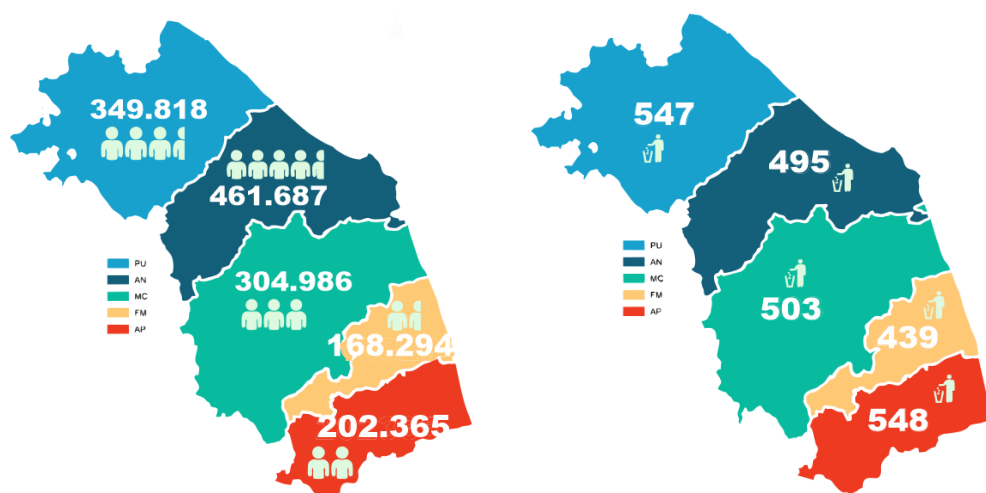 349.818
461.687
304.986
168.294
202.365
PU
AN
MC
FM
AP
547
495
503
439
548
PU
AN
MC
FM
AP